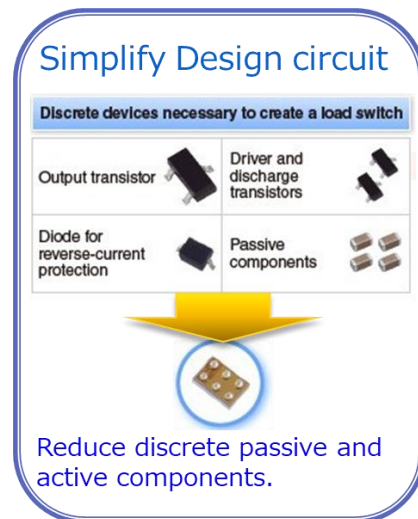 Simplify Design circuit
Discrete devices necessary to create a load switch
Output transistor
Driver and
discharge
transistors
Diode for
reverse-current
protection
Passive
components
Reduce discrete passive and
active components.